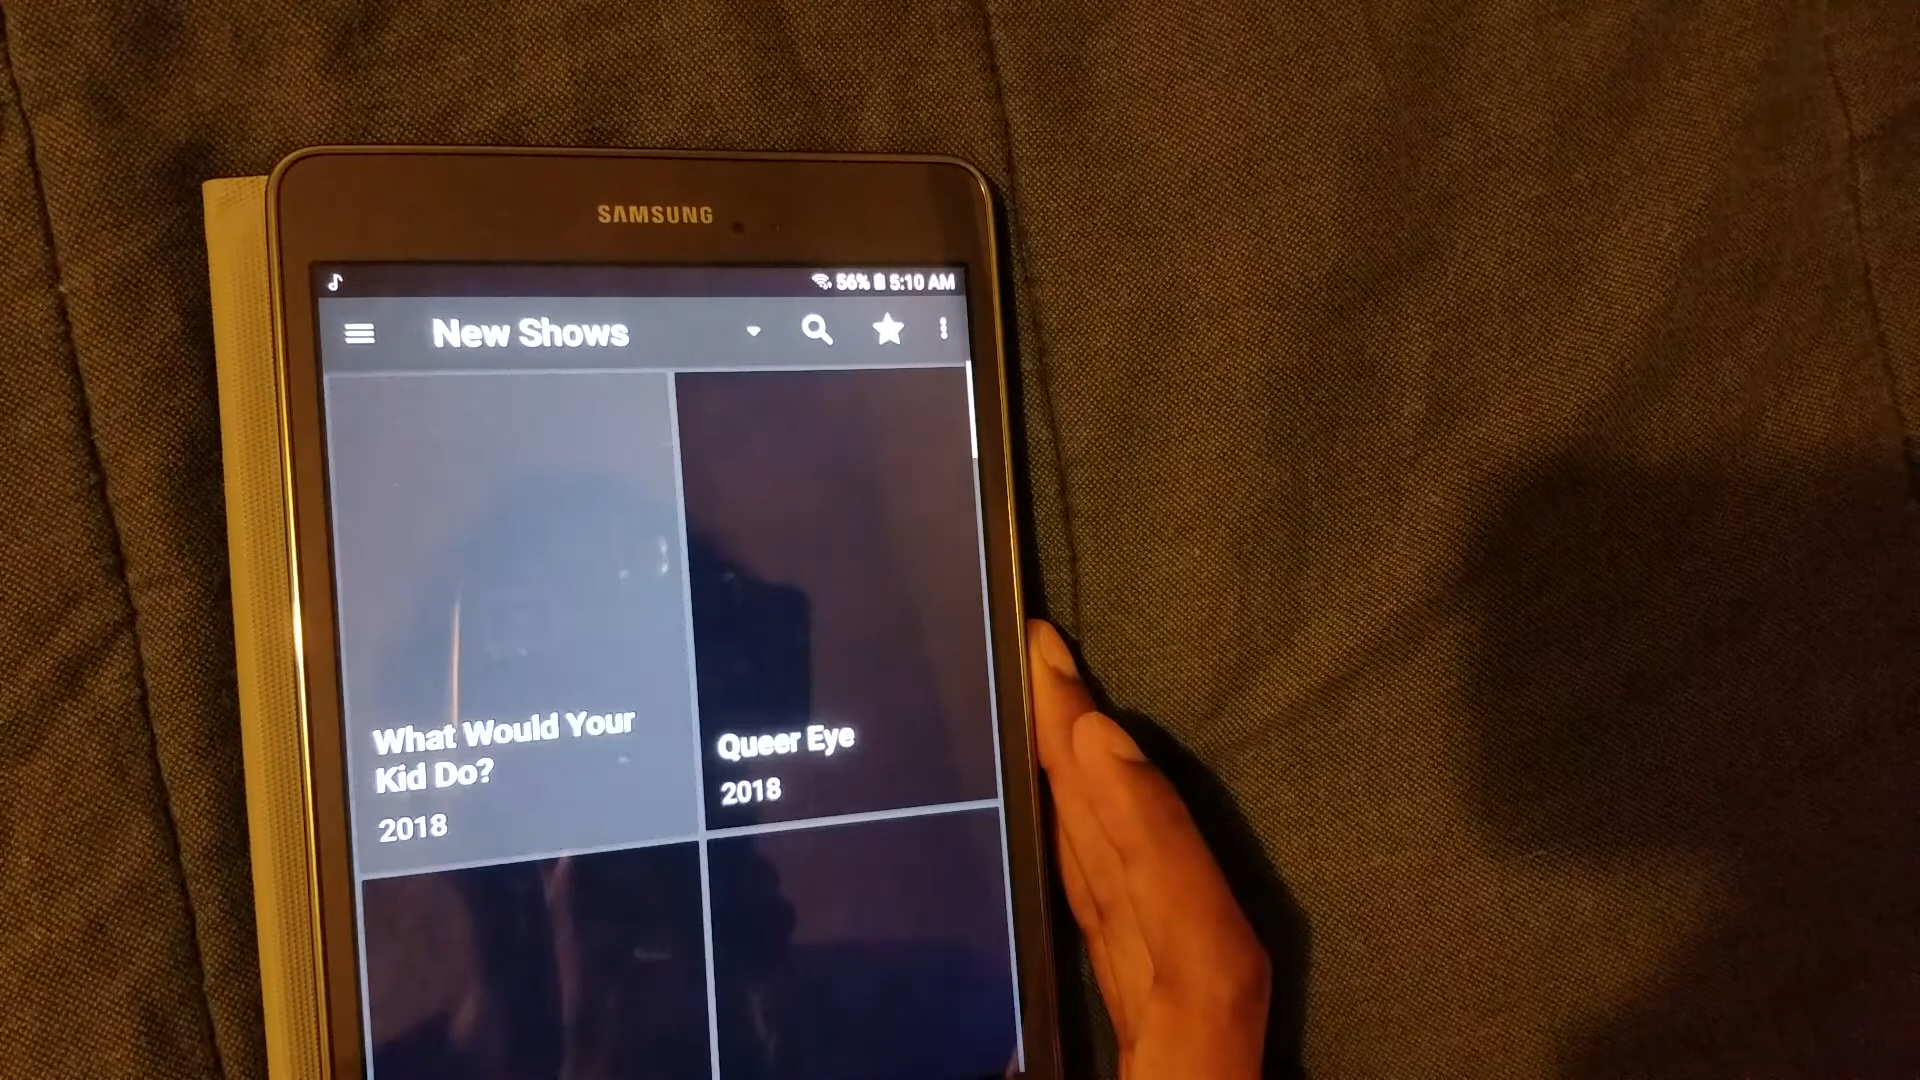 SAMSUNG
56% 5:10 AM
New Shows
What Would Your
Kid Do?
2018
Queer Eye
2018